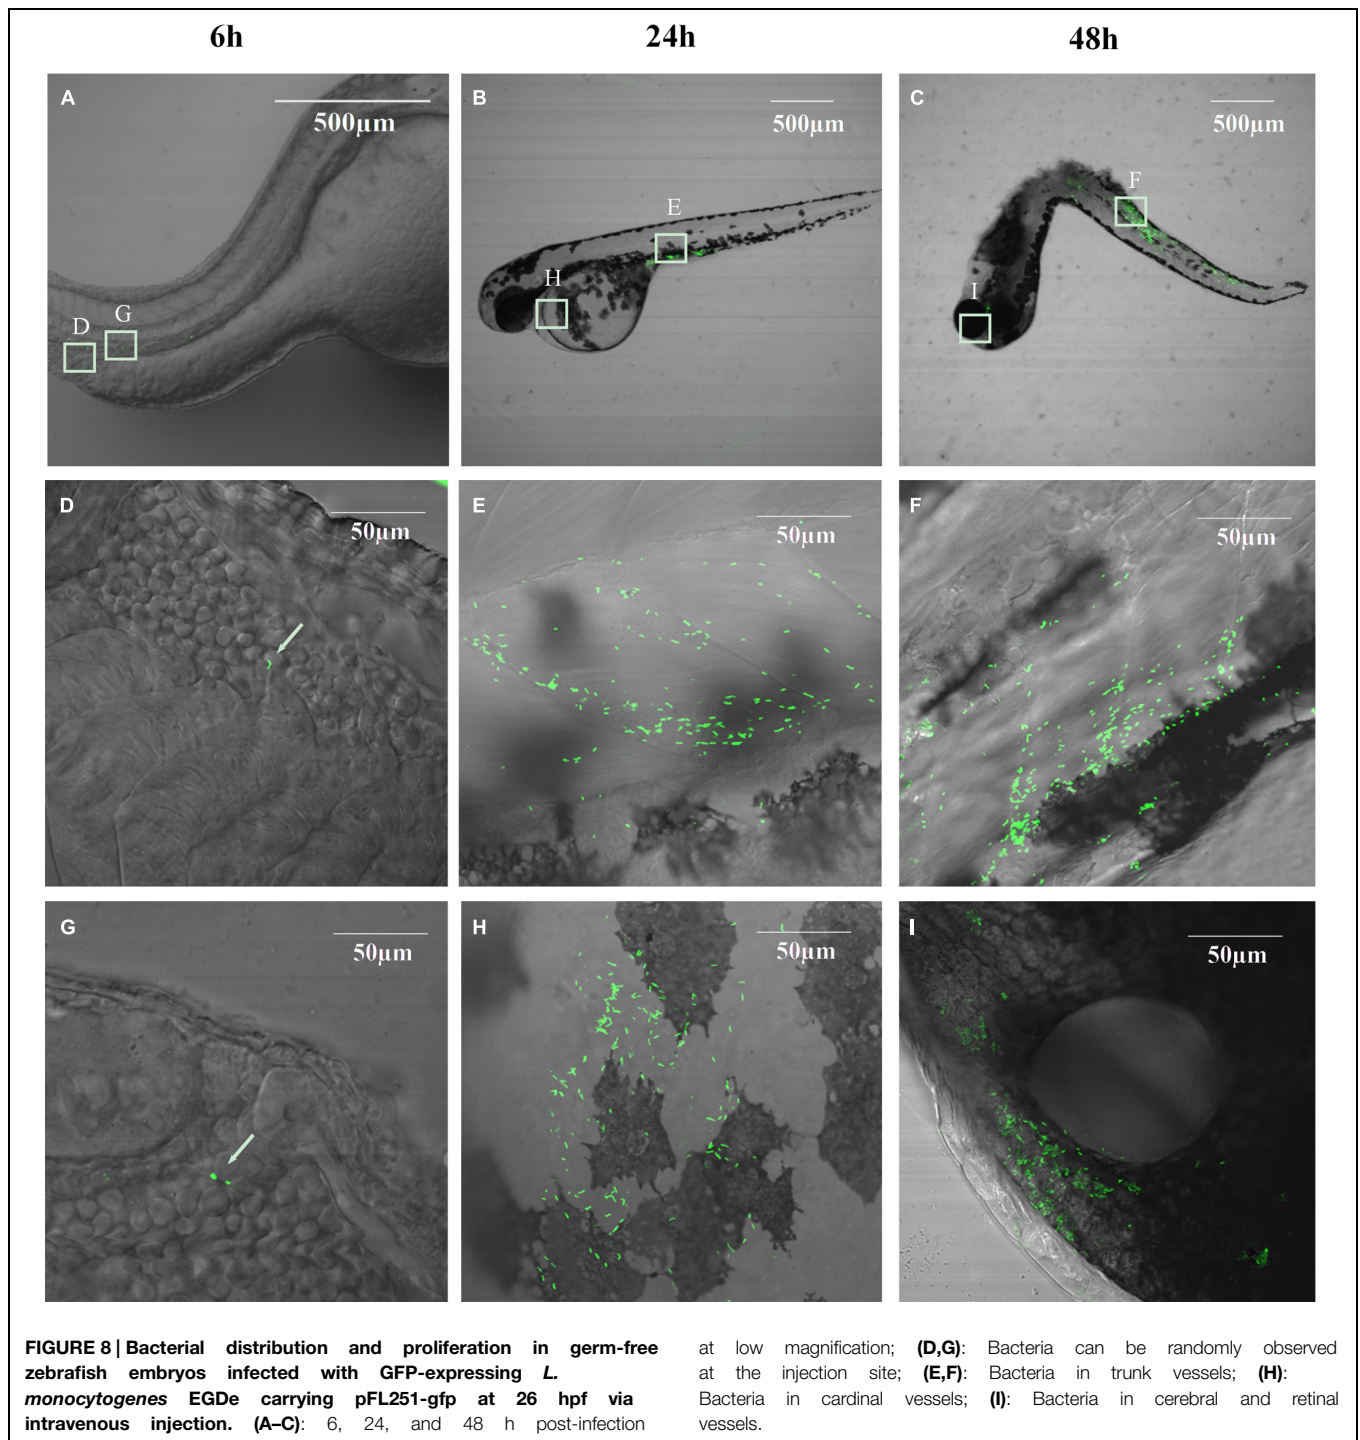 6h
24h
48h
A
500µm
D
G
B
500µm
E
H
C
500µm
F
I
D
50µm
E
50µm
F
50µm
G
50µm
H
50µm
I
50µm
FIGURE 8 | Bacterial distribution and proliferation in germ-free
zebrafish embryos infected with GFP-expressing L.
monocytogenes EGDe carrying pFL251-gfp at 26 hpf via
intravenous injection. (A–C): 6, 24, and 48 h post-infection
at low magnification; (D,G): Bacteria can be randomly observed
at the injection site; (E,F): Bacteria in trunk vessels; (H):
Bacteria in cardinal vessels; (I): Bacteria in cerebral and retinal
vessels.